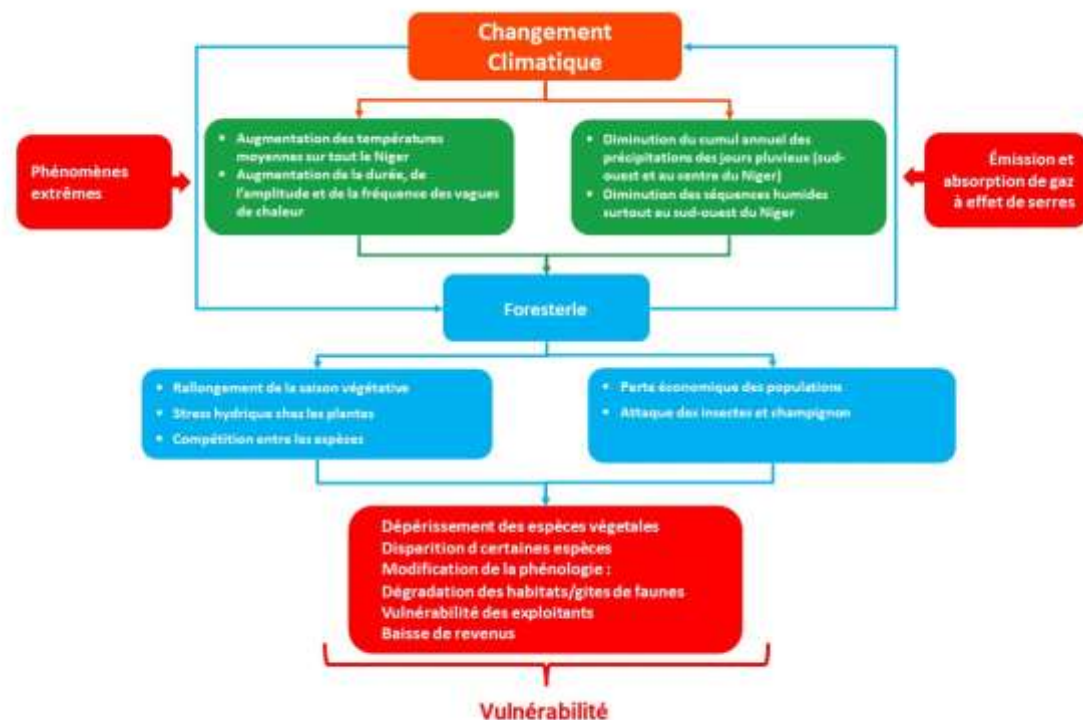 Changement
Climatique
Phénomènes
extrêmes
• Augmentation des températures
moyennes sur tout le Niger
• Augmentation de la durée, de
l'amplitude et de la fréquence des vagues
de chaleur
• Diminution du cumul annuel des
précipitations des jours pluvieux (sud-
ouest et au centre du Niger)
• Diminution des séquences humides
surtout au sud-ouest du Niger
Émission et
absorption de gaz
à effet de serres
Foresterie
• Rallongement de la saison végétative
• Stress hydrique chez les plantes
• Compétition entre les espèces
• Perte économique des populations
• Attaque des insectes et champignon
Dépérissement des espèces végetales
Disparition d certaines espèces
Modification de la phénologie :
Dégradation des habitats/gites de faunes
Vulnérabilité des exploitants
Baisse de revenus
Vulnérabilité